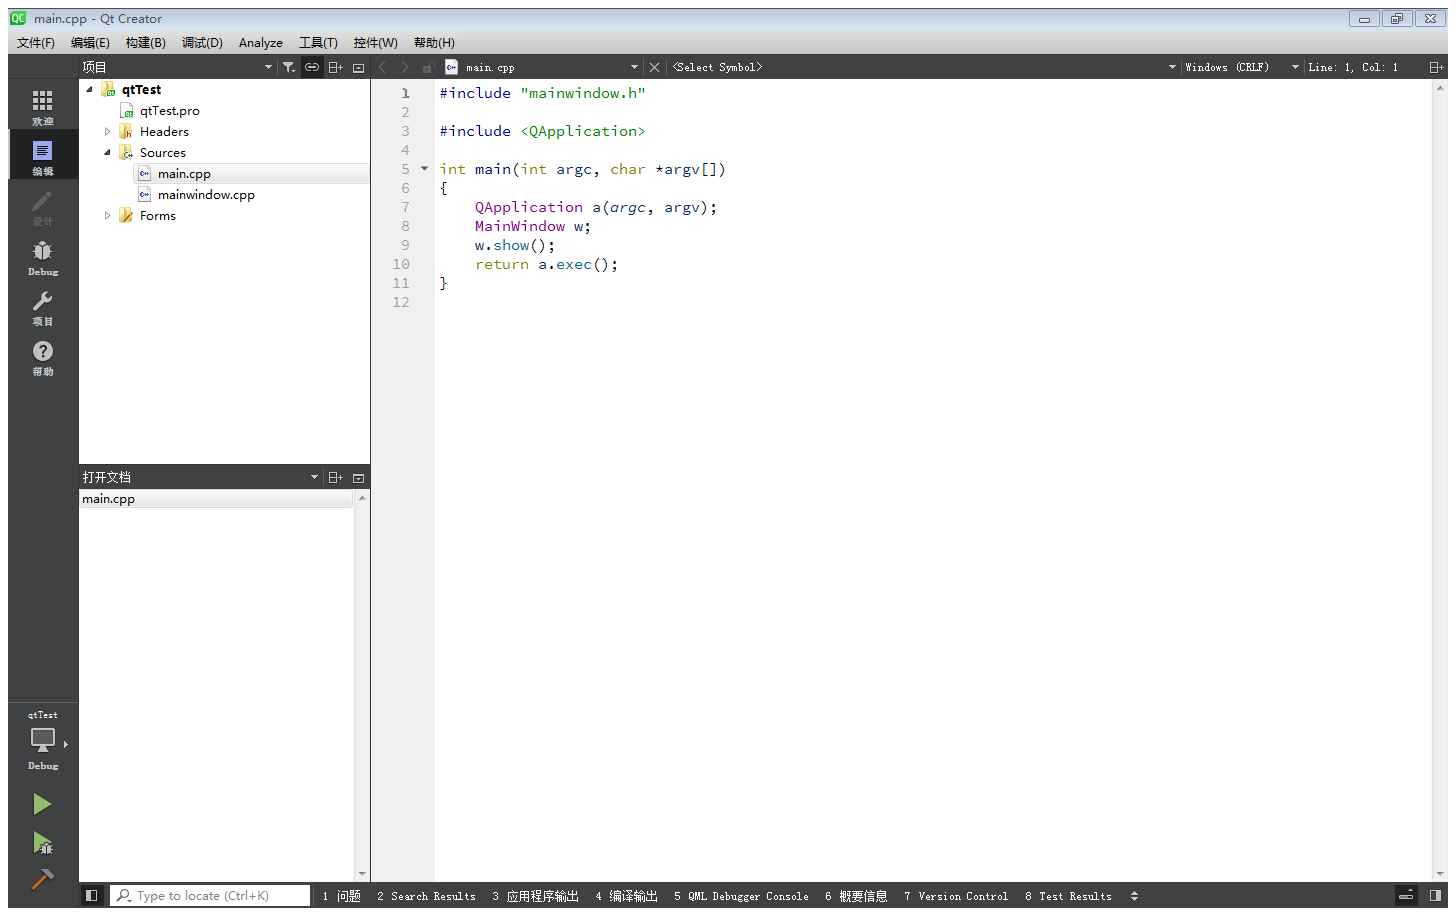 QC main.cpp - Qt Creator
文件(F) 编辑(E) 构建(B) 调试(D) Analyze 工具(T) 控件(W) 帮助(H)
项目 main.cpp <Select Symbol> Windows (CRLF) Line: 1, Col: 1
欢迎
编辑
设计
Debug
项目
帮助
qtTest
qtTest.pro
Headers
Sources
main.cpp
mainwindow.cpp
Forms
打开文档
main.cpp
1 #include "mainwindow.h"
2
3 #include <QApplication>
4
5 int main(int argc, char *argv[])
6 {
7 QApplication a(argc, argv);
8 MainWindow w;
9 w.show();
10 return a.exec();
11 }
12
qtTest
Debug
Type to locate (Ctrl+K) 1 问题 2 Search Results 3 应用程序输出 4 编译输出 5 QML Debugger Console 6 概要信息 7 Version Control 8 Test Results